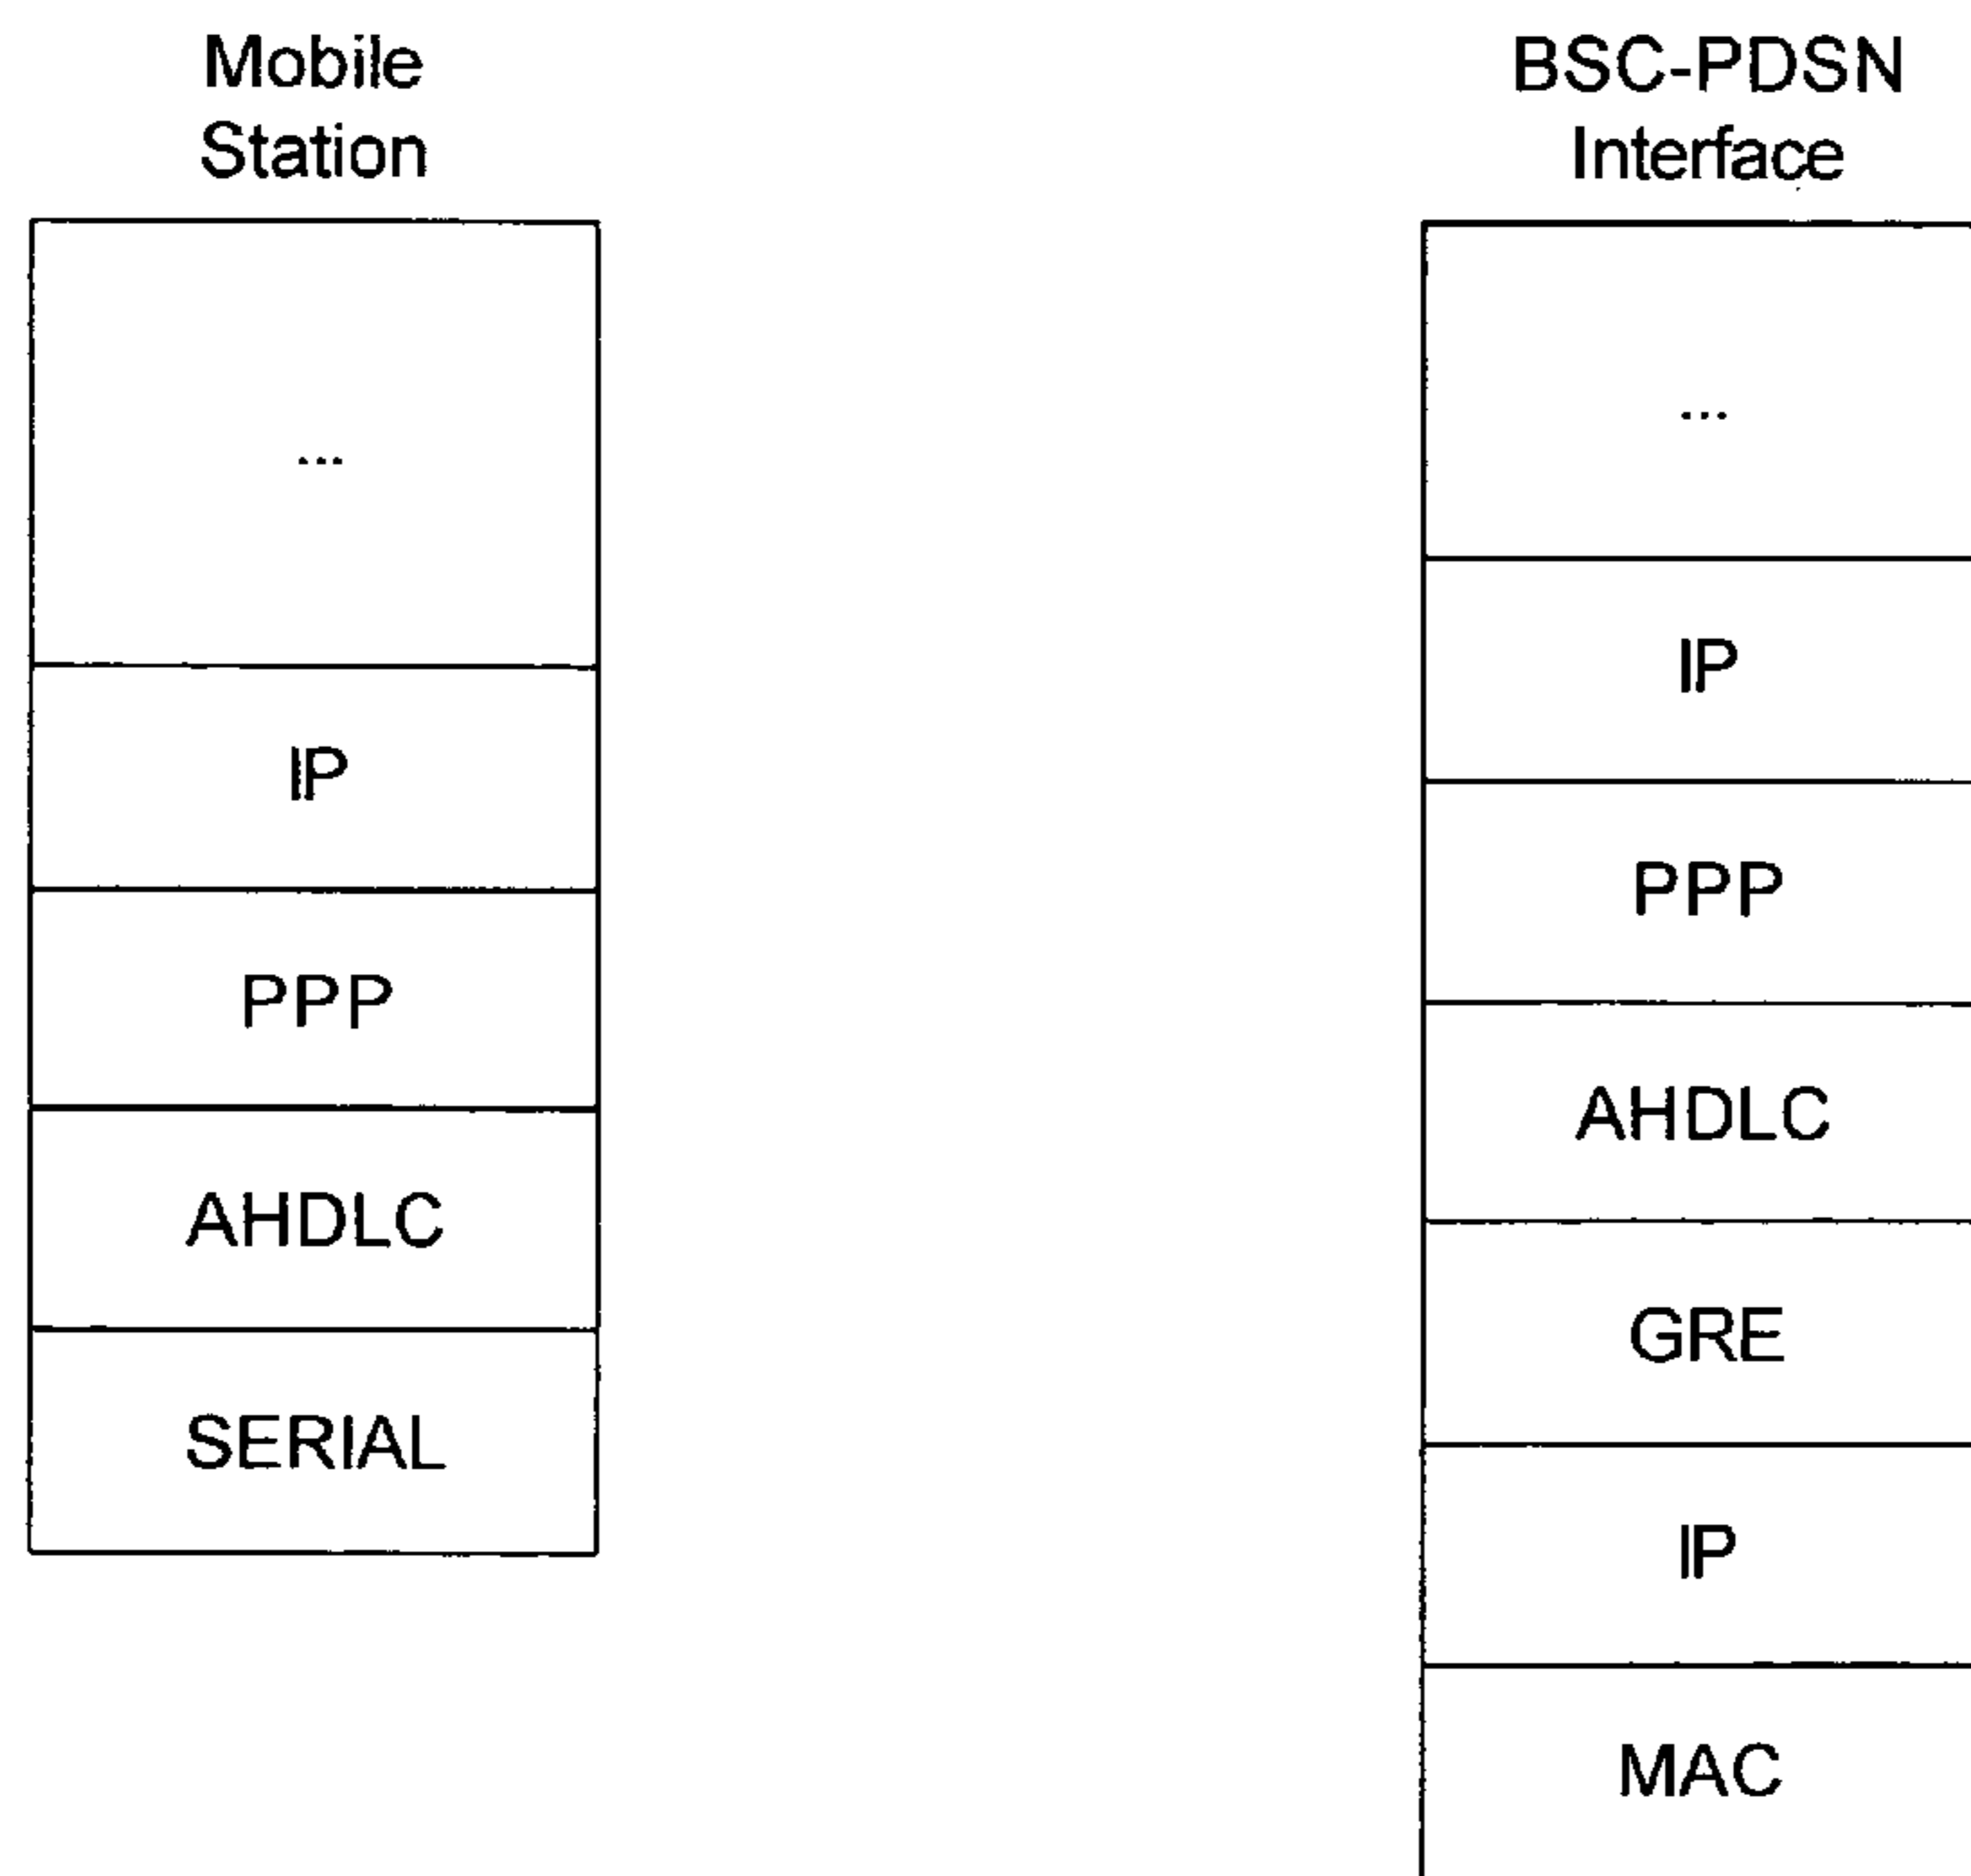 Mobile
Station
...
IP
PPP
AHDLC
SERIAL
BSC-PDSN
Interface
...
IP
PPP
AHDLC
GRE
IP
MAC